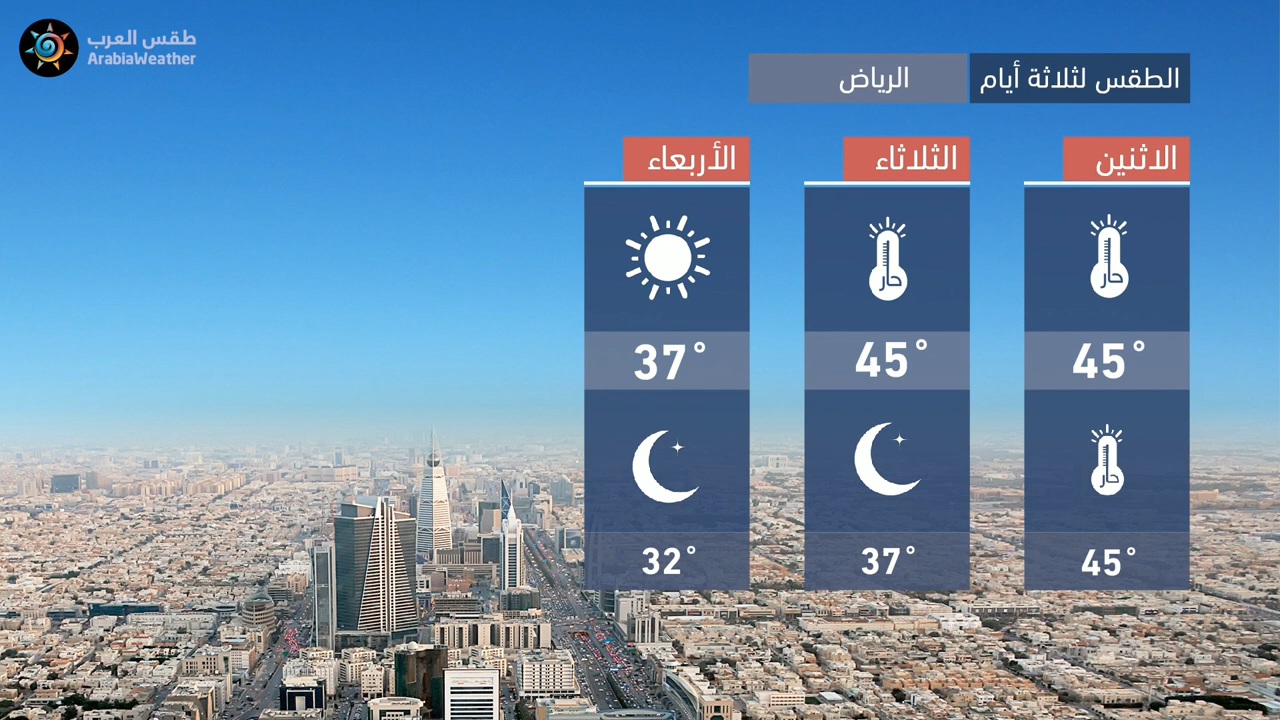 طقس العرب
ArabiaWeather
الطقس لثلاثة أيام
الرياض
الاثنين
الثلاثاء
الأربعاء
حار
حار
45°
45°
37°
حار
45°
37°
32°